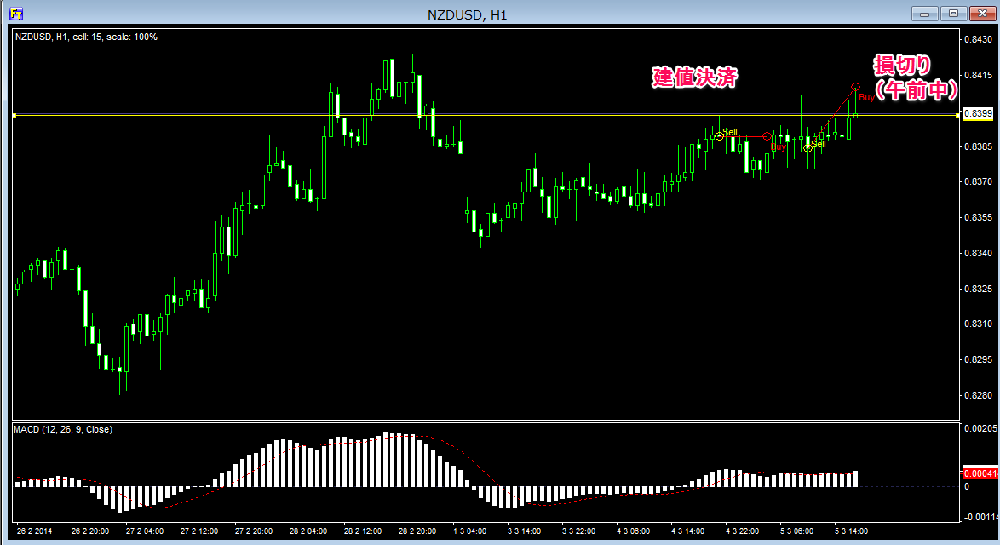 FT
NZDUSD, H1
NZDUSD, H1, cell: 15, scale: 100%
建値決済
損切り
(午前中)
Sell
Buy
Sell
Buy
0.8430
0.8415
0.8399
0.8385
0.8370
0.8355
0.8340
0.8325
0.8310
0.8295
0.8280
MACD (12, 26, 9, Close)
0.00205
0.000414
0
-0.00114
26 2 2014 26 2 20:00 27 2 04:00 27 2 12:00 27 2 20:00 28 2 04:00 28 2 12:00 28 2 20:00 1 3 04:00 3 3 14:00 3 3 22:00 4 3 06:00 4 3 14:00 4 3 22:00 5 3 06:00 5 3 14:00